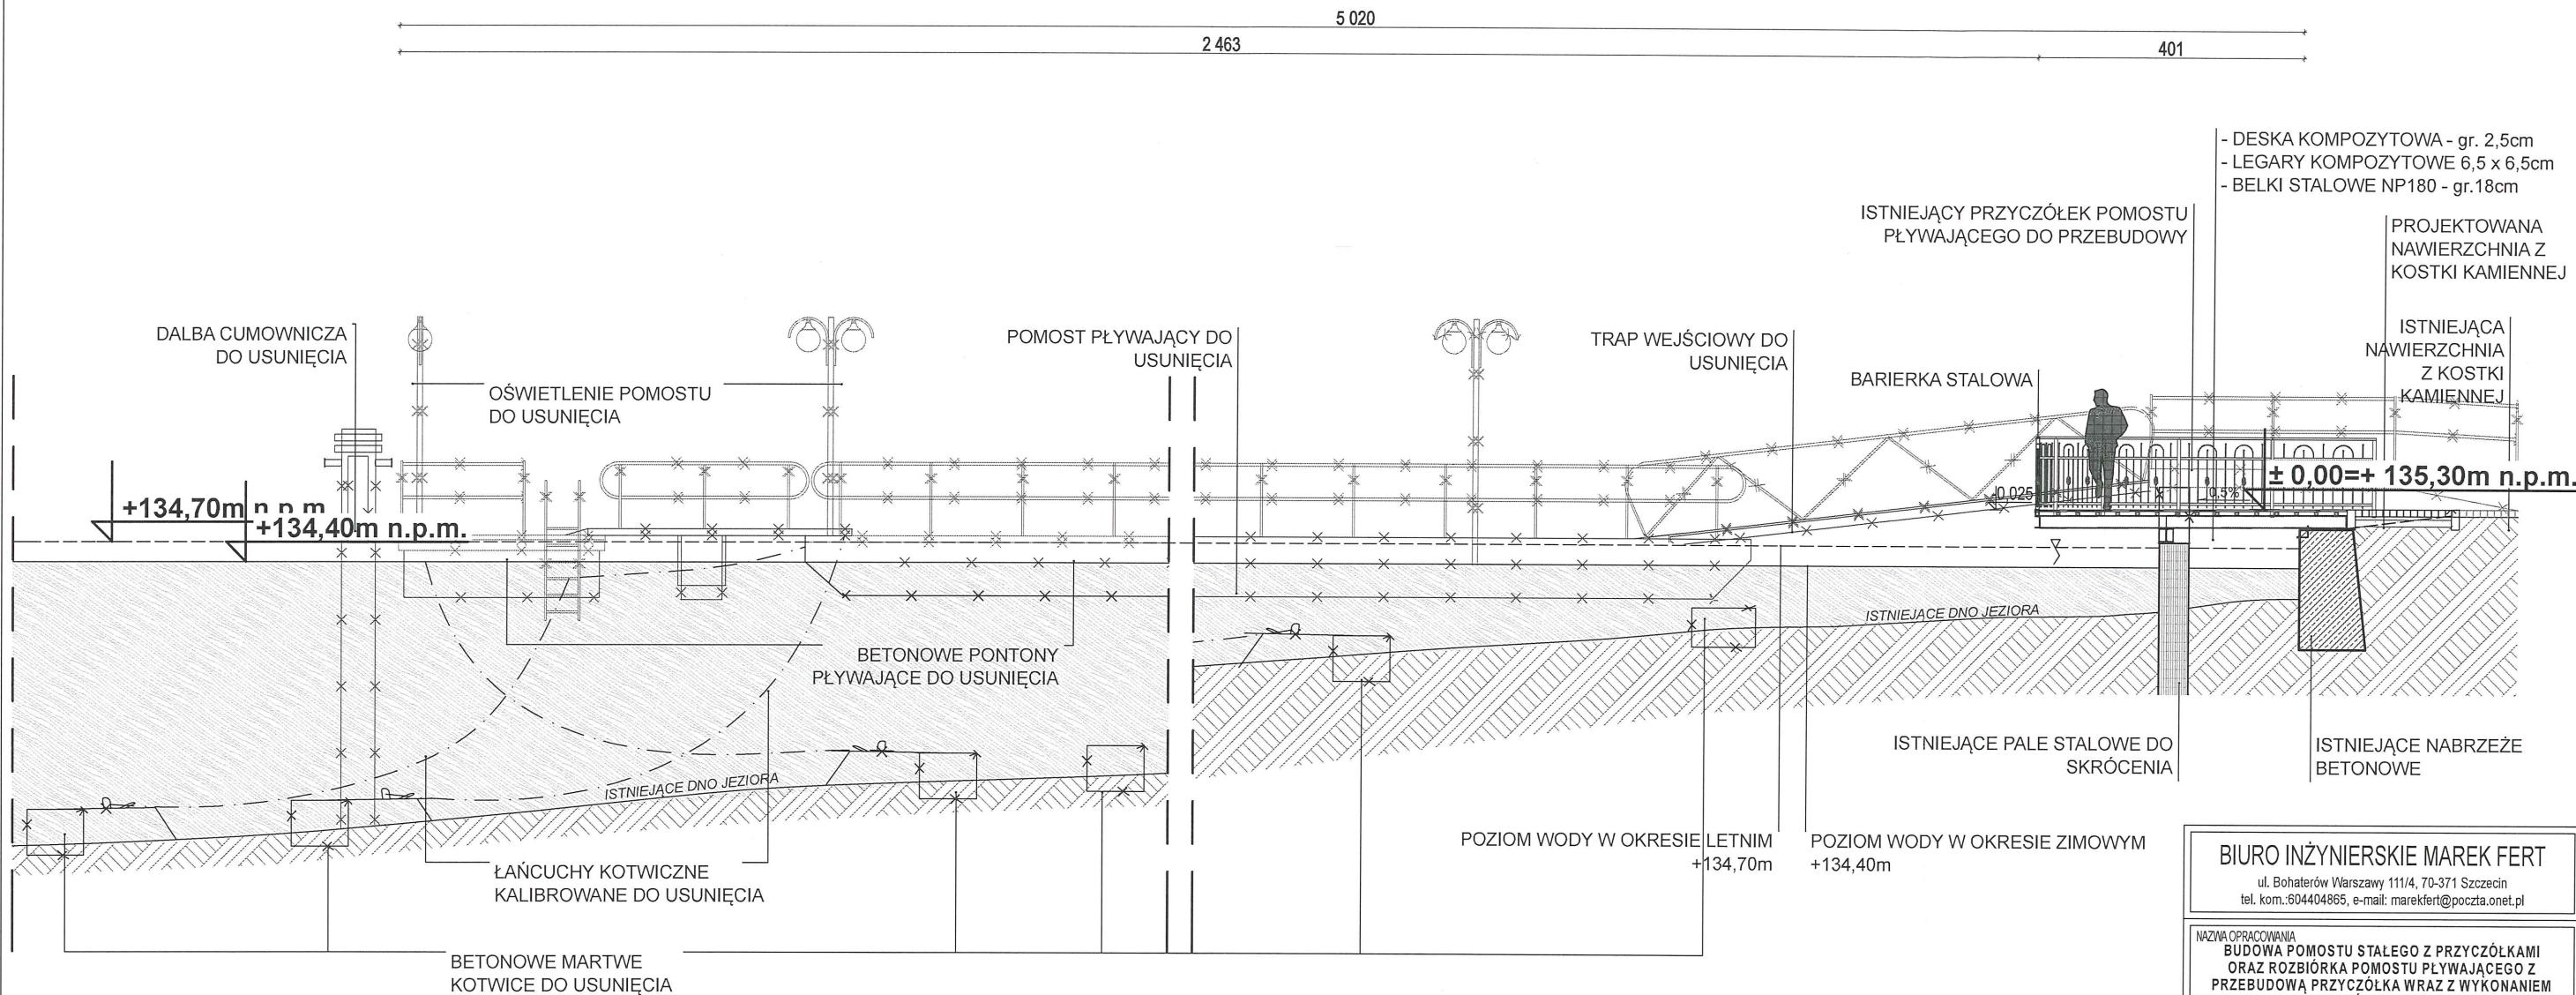 5 020
2 463
401
- DESKA KOMPOZYTOWA - gr. 2,5cm
- LEGARY KOMPOZYTOWE 6,5 x 6,5cm
- BELKI STALOWE NP180 - gr.18cm
ISTNIEJĄCY PRZYCZÓŁEK POMOSTU
PŁYWAJĄCEGO DO PRZEBUDOWY
PROJEKTOWANA
NAWIERZCHNIA Z
KOSTKI KAMIENNEJ
DALBA CUMOWNICZA
DO USUNIĘCIA
OŚWIETLENIE POMOSTU
DO USUNIĘCIA
POMOST PŁYWAJĄCY DO
USUNIĘCIA
TRAP WEJŚCIOWY DO
USUNIĘCIA
BARIERKA STALOWA
ISTNIEJĄCA
NAWIERZCHNIA
Z KOSTKI
KAMIENNEJ
+134,70m n.p.m.
+134,40m n.p.m.
-0,025
0,5%
± 0,00=+ 135,30m n.p.m.
BETONOWE PONTONY
PŁYWAJĄCE DO USUNIĘCIA
ISTNIEJĄCE DNO JEZIORA
ISTNIEJĄCE DNO JEZIORA
ISTNIEJĄCE PALE STALOWE DO
SKRÓCENIA
ISTNIEJĄCE NABRZEŻE
BETONOWE
POZIOM WODY W OKRESIE LETNIM
+134,70m
POZIOM WODY W OKRESIE ZIMOWYM
+134,40m
ŁAŃCUCHY KOTWICZNE
KALIBROWANE DO USUNIĘCIA
BETONOWE MARTWE
KOTWICE DO USUNIĘCIA
BIURO INŻYNIERSKIE MAREK FERT
ul. Bohaterów Warszawy 111/4, 70-371 Szczecin
tel. kom.:604404865, e-mail: marekfert@poczta.onet.pl
NAZWA OPRACOWANIA
BUDOWA POMOSTU STAŁEGO Z PRZYCZÓŁKAMI
ORAZ ROZBIÓRKA POMOSTU PŁYWAJĄCEGO Z
PRZEBUDOWĄ PRZYCZÓŁKA WRAZ Z WYKONANIEM